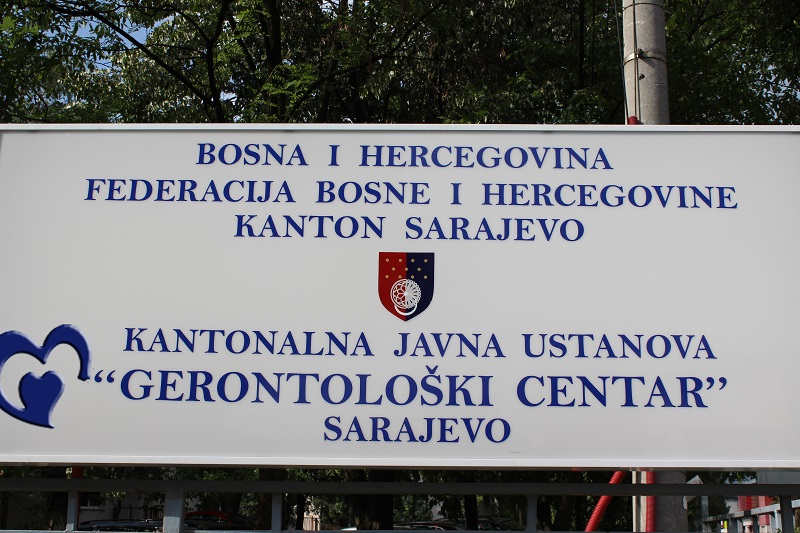 BOSNA I HERCEGOVINA
FEDERACIJA BOSNE I HERCEGOVINE
KANTON SARAJEVO
KANTONALNA JAVNA USTANOVA
“GERONTOLOŠKI CENTAR”
SARAJEVO